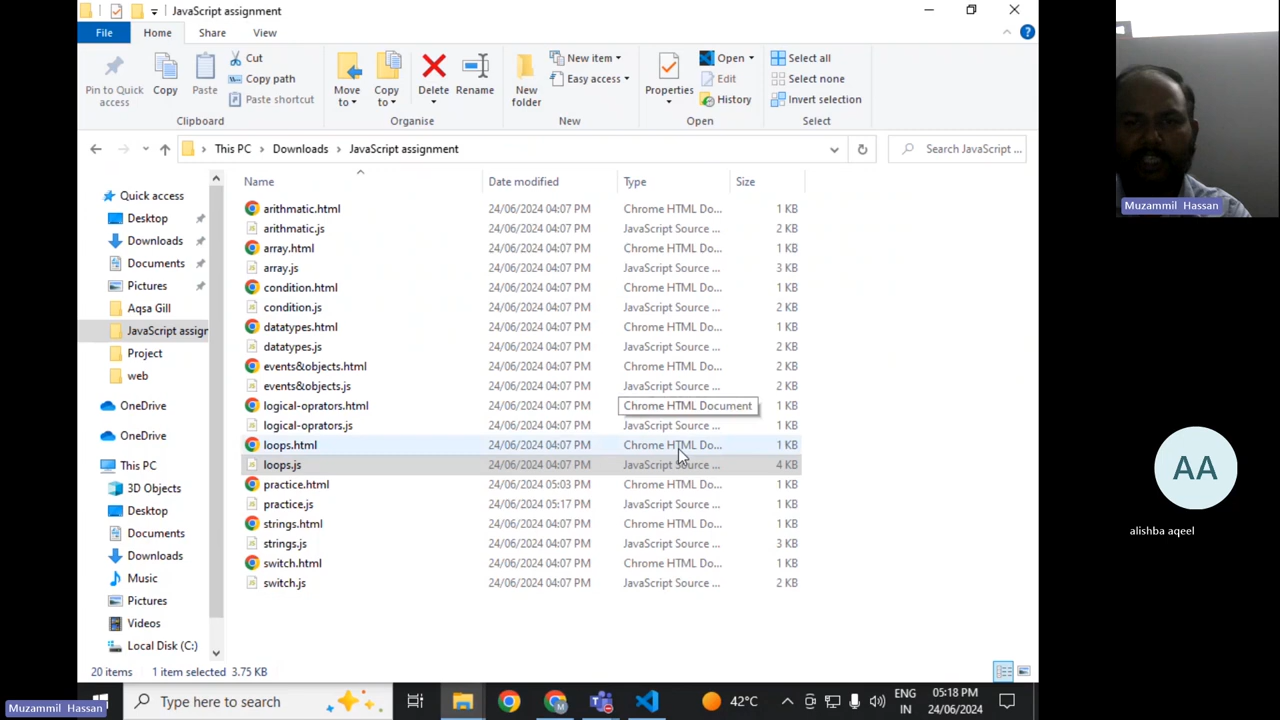 JavaScript assignment
File Home Share View
Pin to Quick access
Copy
Paste
Cut
Copy path
Paste shortcut
Clipboard
Move to
Copy to
Delete
Rename
Organise
New folder
New item
Easy access
New
Properties
Open
Edit
History
Open
Select all
Select none
Invert selection
Select
This PC > Downloads > JavaScript assignment
Search JavaScript ...
Name Date modified Type Size
arithmatic.html 24/06/2024 04:07 PM Chrome HTML Do... 1 KB
arithmatic.js 24/06/2024 04:07 PM JavaScript Source ... 2 KB
array.html 24/06/2024 04:07 PM Chrome HTML Do... 1 KB
array.js 24/06/2024 04:07 PM JavaScript Source ... 3 KB
condition.html 24/06/2024 04:07 PM Chrome HTML Do... 1 KB
condition.js 24/06/2024 04:07 PM JavaScript Source ... 2 KB
datatypes.html 24/06/2024 04:07 PM Chrome HTML Do... 1 KB
datatypes.js 24/06/2024 04:07 PM JavaScript Source ... 2 KB
events&objects.html 24/06/2024 04:07 PM Chrome HTML Do... 1 KB
events&objects.js 24/06/2024 04:07 PM JavaScript Source ... 2 KB
logical-oprators.html 24/06/2024 04:07 PM Chrome HTML Document 1 KB
logical-oprators.js 24/06/2024 04:07 PM JavaScript Source ... 1 KB
loops.html 24/06/2024 04:07 PM Chrome HTML Do... 1 KB
loops.js 24/06/2024 04:07 PM JavaScript Source ... 4 KB
practice.html 24/06/2024 05:03 PM Chrome HTML Do... 1 KB
practice.js 24/06/2024 05:17 PM JavaScript Source ... 1 KB
strings.html 24/06/2024 04:07 PM Chrome HTML Do... 1 KB
strings.js 24/06/2024 04:07 PM JavaScript Source ... 3 KB
switch.html 24/06/2024 04:07 PM Chrome HTML Do... 1 KB
switch.js 24/06/2024 04:07 PM JavaScript Source ... 2 KB
Quick access
Desktop
Downloads
Documents
Pictures
Aqsa Gill
JavaScript assigr
Project
web
OneDrive
OneDrive
This PC
3D Objects
Desktop
Documents
Downloads
Music
Pictures
Videos
Local Disk (C:)
20 items 1 item selected 3.75 KB
Muzammil Hassan
Type here to search
42°C
ENG
IN
05:18 PM
24/06/2024
Muzammil Hassan
AA
alishba aqeel